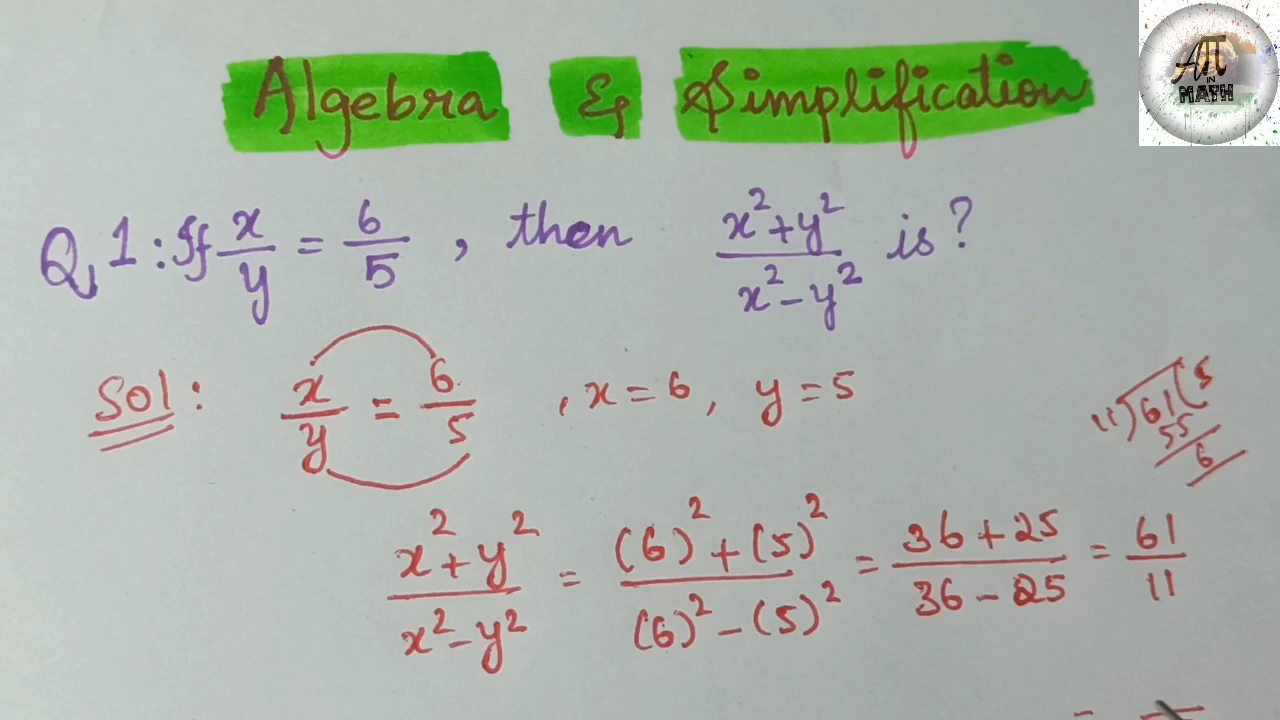 Algebra & Simplification
Aπ
IN
MATH
Q.1: If x/y = 6/5, then (x²+y²)/(x²-y²) is?
Sol: x/y = 6/5, x=6, y=5
11)61(5
55
6
(x²+y²)/(x²-y²) = ((6)²+(5)²)/((6)²-(5)²) = (36+25)/(36-25) = 61/11
=